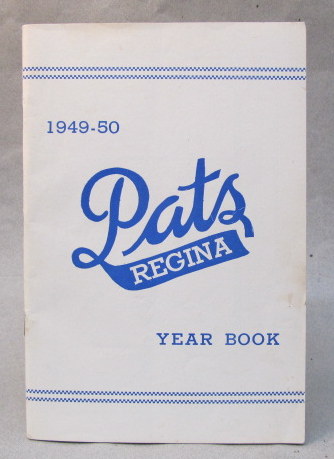 1949-50
Pats
REGINA
YEAR BOOK